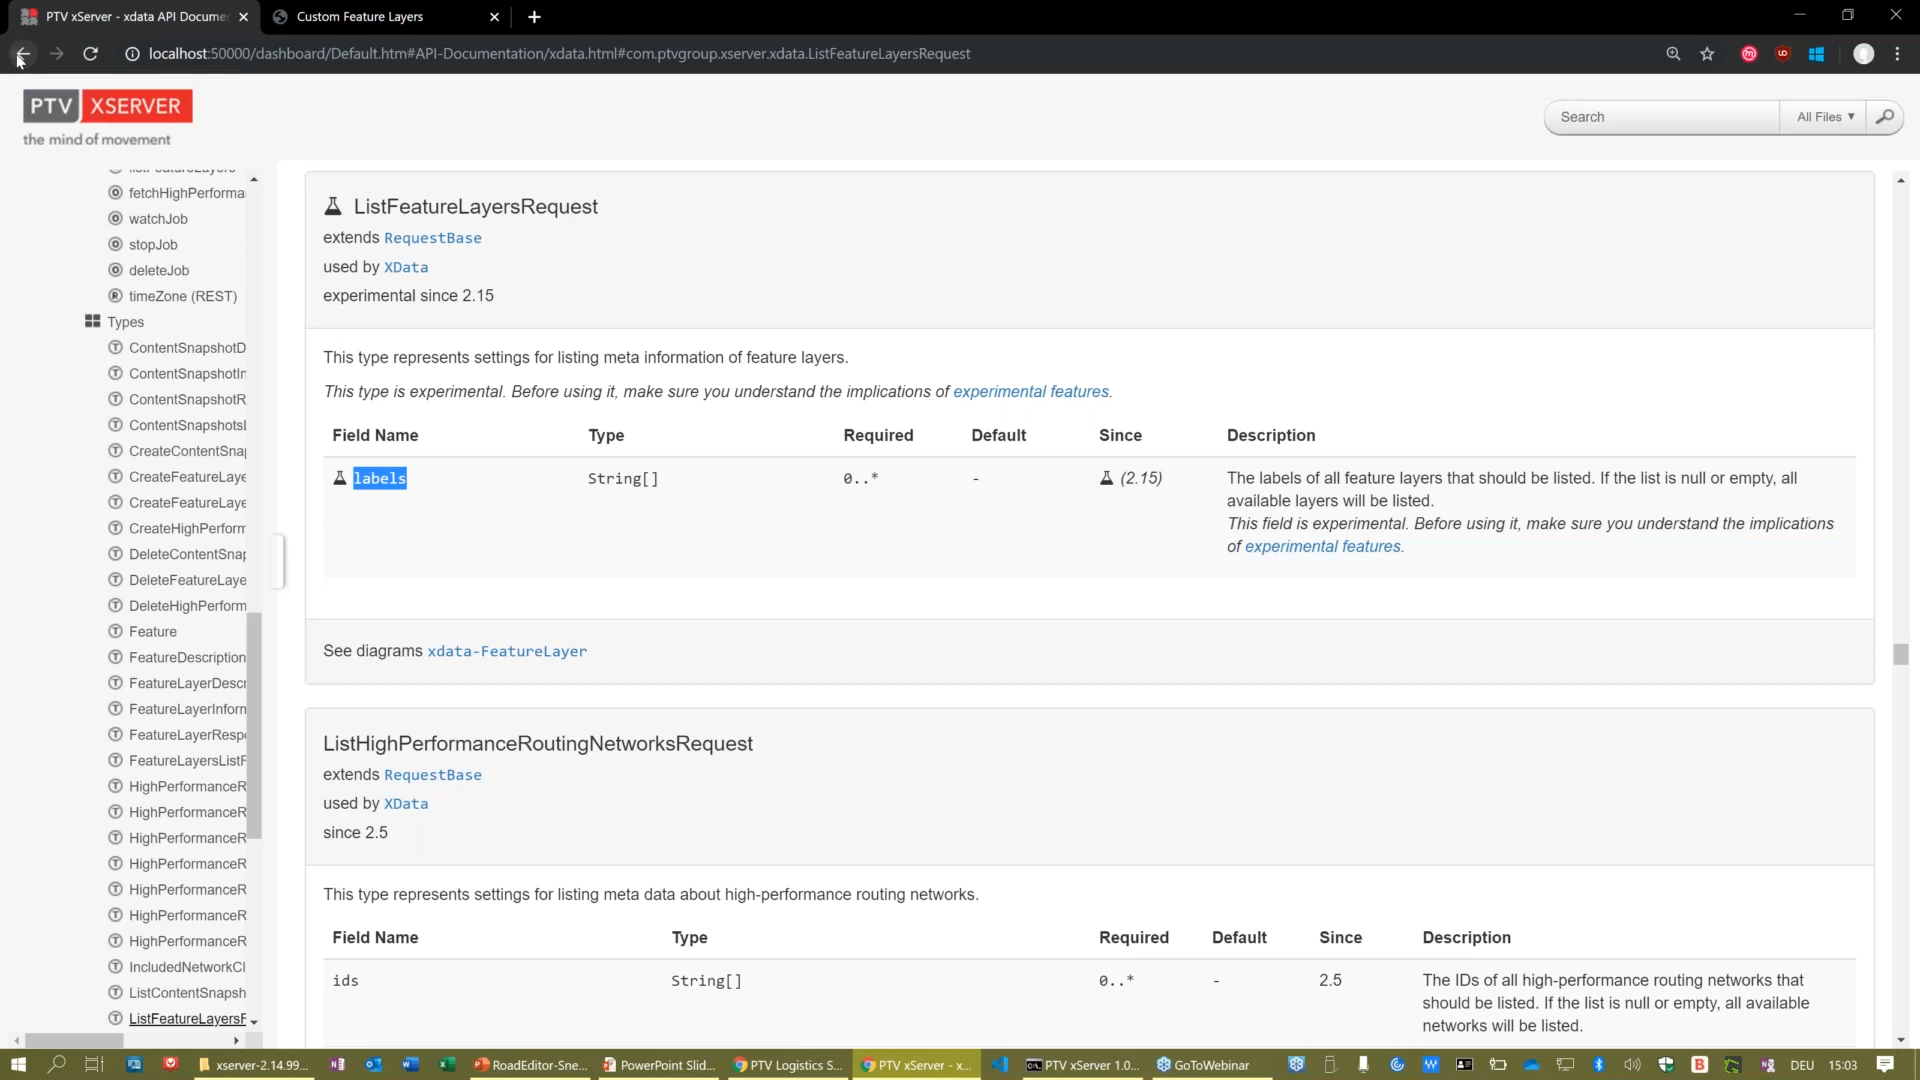 PTV xServer - xdata API Docume
Custom Feature Layers
localhost:50000/dashboard/Default.htm#API-Documentation/xdata.html#com.ptvgroup.xserver.xdata.ListFeatureLayersRequest
PTV XSERVER
the mind of movement
Search
All Files ▼
listFeatureLayers
fetchHighPerforma
watchJob
stopJob
deleteJob
timeZone (REST)
Types
ContentSnapshotD
ContentSnapshotIn
ContentSnapshotR
ContentSnapshotsL
CreateContentSnap
CreateFeatureLaye
CreateFeatureLaye
CreateHighPerform
DeleteContentSnap
DeleteFeatureLaye
DeleteHighPerform
Feature
FeatureDescription
FeatureLayerDescr
FeatureLayerInform
FeatureLayerRespo
FeatureLayersListR
HighPerformanceR
HighPerformanceR
HighPerformanceR
HighPerformanceR
HighPerformanceR
HighPerformanceR
HighPerformanceR
IncludedNetworkCl
ListContentSnapsh
ListFeatureLayersR
ListFeatureLayersRequest
extends RequestBase
used by XData
experimental since 2.15
This type represents settings for listing meta information of feature layers.
This type is experimental. Before using it, make sure you understand the implications of experimental features.
Field Name Type Required Default Since Description
labels String[] 0..* - (2.15) The labels of all feature layers that should be listed. If the list is null or empty, all
available layers will be listed.
This field is experimental. Before using it, make sure you understand the implications
of experimental features.
See diagrams xdata-FeatureLayer
ListHighPerformanceRoutingNetworksRequest
extends RequestBase
used by XData
since 2.5
This type represents settings for listing meta data about high-performance routing networks.
Field Name Type Required Default Since Description
ids String[] 0..* - 2.5 The IDs of all high-performance routing networks that
should be listed. If the list is null or empty, all available
networks will be listed.
xserver-2.14.99... RoadEditor-Sne... PowerPoint Slid... PTV Logistics S... PTV xServer - x... PTV xServer 1.0... GoToWebinar DEU 15:03